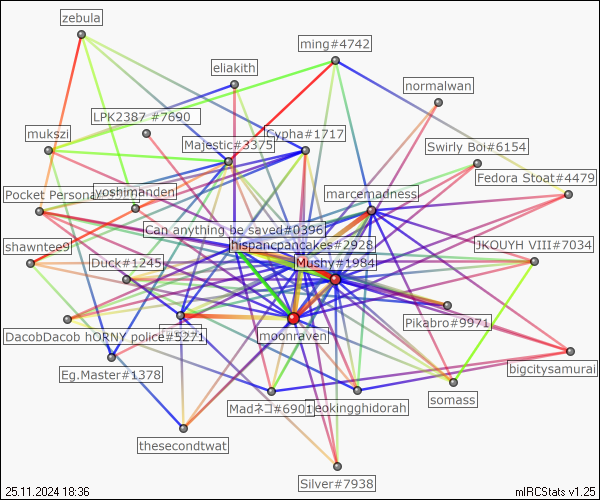 zebula
ming#4742
eliakith
normalwan
LPK2387 #7690
mukszi
Cypha#1717
Majestic#3375
Swirly Boi#6154
Fedora Stoat#4479
Pocket Persona
yoshimanden
marcemadness
Can anything be saved#0396
shawntee9
hispancpancakes#2928
JKOUYH VIII#7034
Duck#1245
Mushy#1984
Pikabro#9971
DacobDacob hORNY police#5271
moonraven
bigcitysamurai
Eg.Master#1378
somass
Madネコ#6901
neokingghidorah
thesecondtwat
Silver#7938
25.11.2024 18:36
mIRCStats v1.25